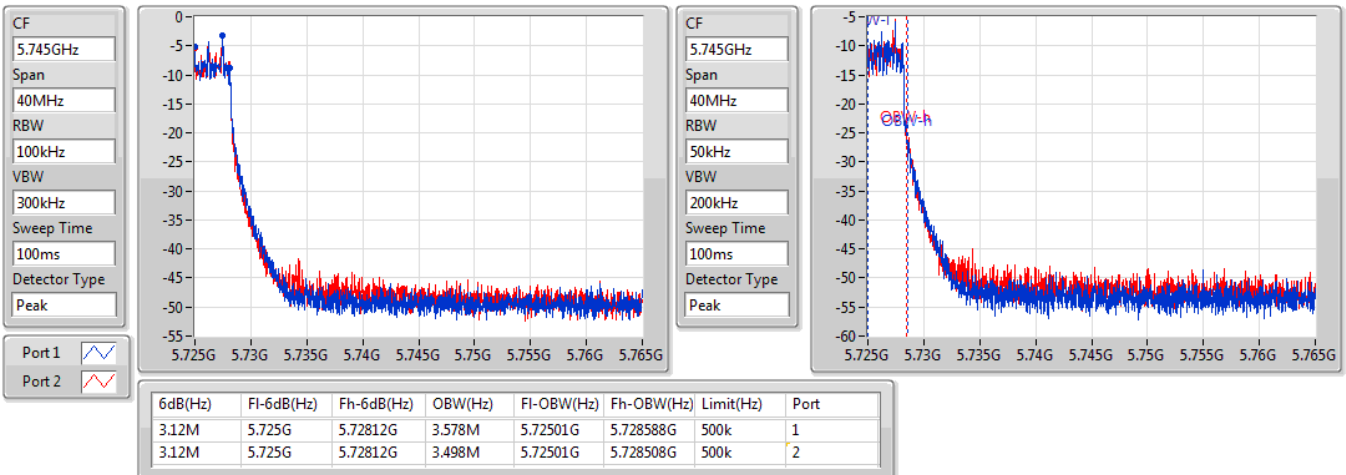 CF
5.745GHz
Span
40MHz
RBW
100kHz
VBW
300kHz
Sweep Time
100ms
Detector Type
Peak
Port 1
Port 2
0
-5
-10
-15
-20
-25
-30
-35
-40
-45
-50
-55
5.725G 5.73G 5.735G 5.74G 5.745G 5.75G 5.755G 5.76G 5.765G
CF
5.745GHz
Span
40MHz
RBW
50kHz
VBW
200kHz
Sweep Time
100ms
Detector Type
Peak
-5
-10
-15
-20
-25
-30
-35
-40
-45
-50
-55
-60
OBW-h
OBW-h
5.725G 5.73G 5.735G 5.74G 5.745G 5.75G 5.755G 5.76G 5.765G
6dB(Hz) Fl-6dB(Hz) Fh-6dB(Hz) OBW(Hz) Fl-OBW(Hz) Fh-OBW(Hz) Limit(Hz) Port
3.12M 5.725G 5.72812G 3.578M 5.72501G 5.728588G 500k 1
3.12M 5.725G 5.72812G 3.498M 5.72501G 5.728508G 500k 2